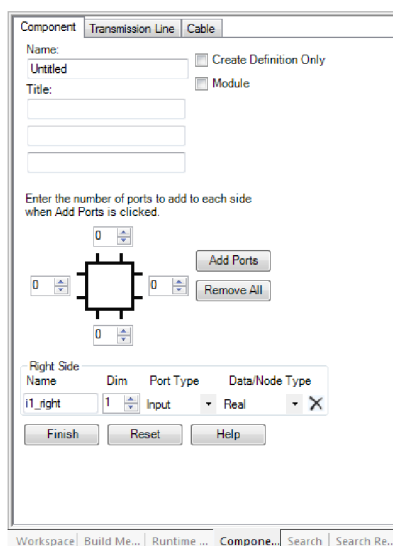 Component Transmission Line Cable
Name:
Untitled
Create Definition Only
Title:
Module
Enter the number of ports to add to each side
when Add Ports is clicked.
0
Add Ports
0 0
Remove All
0
Right Side
Name Dim Port Type Data/Node Type
i1_right 1 Input Real
Finish Reset Help
Workspace Build Me... Runtime ... Compone... Search Search Re...